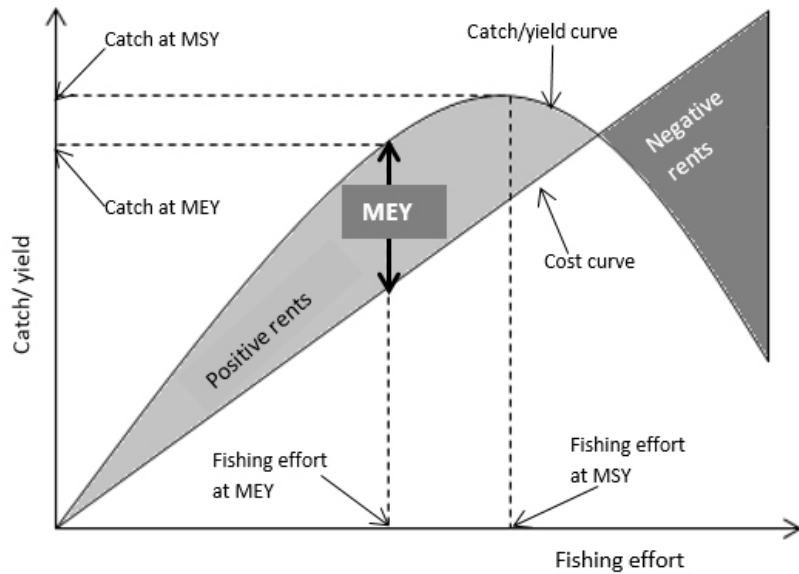 Catch at MSY
Catch/yield curve
Negative
rents
Catch at MEY
MEY
Cost curve
Catch/ yield
Positive rents
Fishing effort
at MEY
Fishing effort
at MSY
Fishing effort